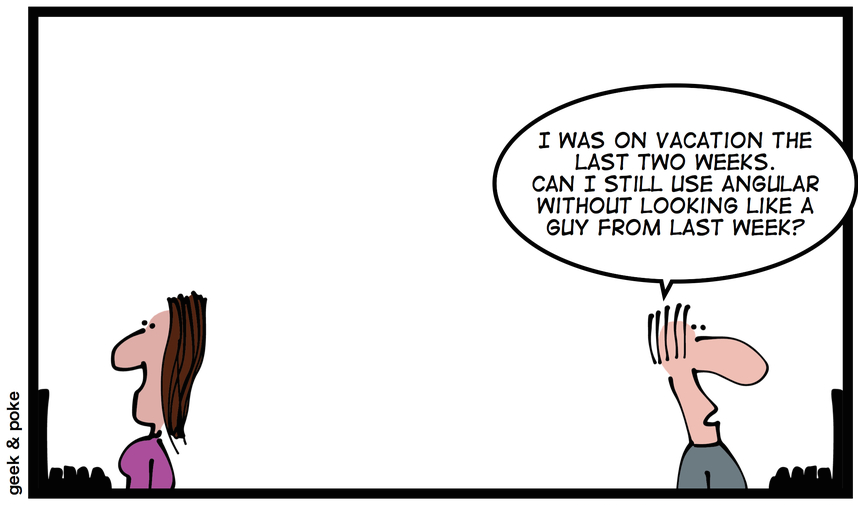 I WAS ON VACATION THE
LAST TWO WEEKS.
CAN I STILL USE ANGULAR
WITHOUT LOOKING LIKE A
GUY FROM LAST WEEK?
geek & poke